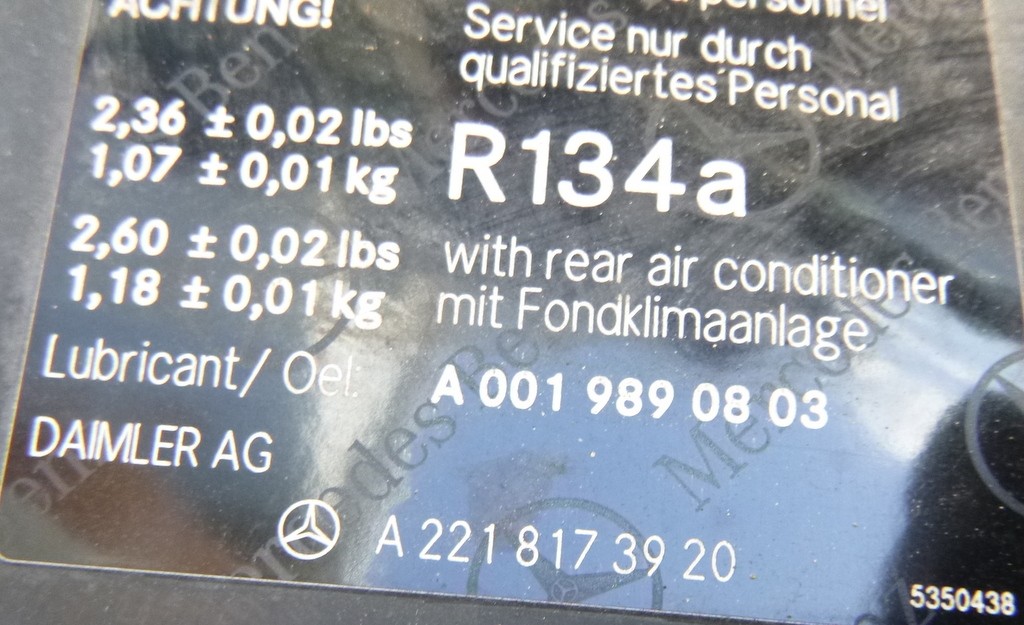 ACHTUNG!
personnel
Service nur durch
qualifiziertes Personal
2,36 ± 0,02 lbs
1,07 ± 0,01 kg
R134a
2,60 ± 0,02 lbs
1,18 ± 0,01 kg
with rear air conditioner
mit Fondklimaanlage
Lubricant/ Oel: A 001 989 08 03
DAIMLER AG
A 221 817 39 20
5350438